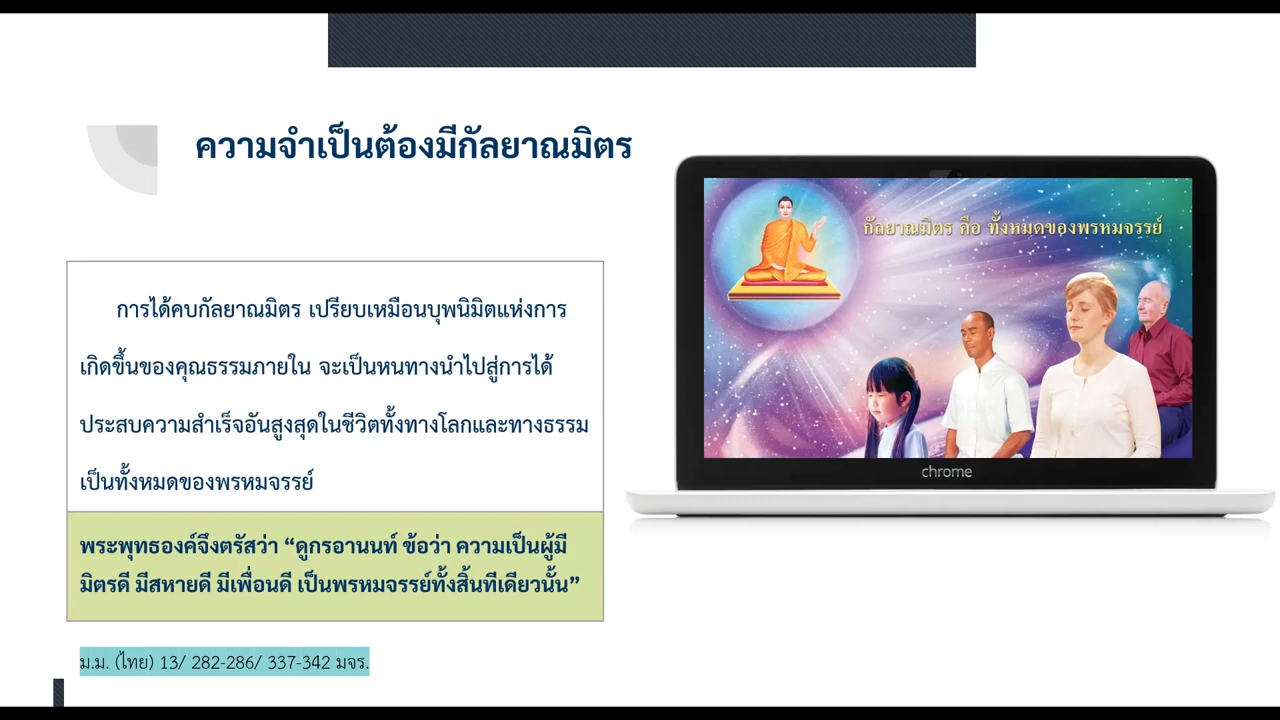 ความจำเป็นต้องมีกัลยาณมิตร
กัลยาณมิตร คือ ทั้งหมดของพรหมจรรย์
chrome
การได้คบกัลยาณมิตร เปรียบเหมือนบุพนิมิตแห่งการ
เกิดขึ้นของคุณธรรมภายใน จะเป็นหนทางนำไปสู่การได้
ประสบความสำเร็จอันสูงสุดในชีวิตทั้งทางโลกและทางธรรม
เป็นทั้งหมดของพรหมจรรย์
พระพุทธองค์จึงตรัสว่า “ดูกรอานนท์ ข้อว่า ความเป็นผู้มี
มิตรดี มีสหายดี มีเพื่อนดี เป็นพรหมจรรย์ทั้งสิ้นทีเดียวนั้น”
ม.ม. (ไทย) 13/ 282-286/ 337-342 มจร.